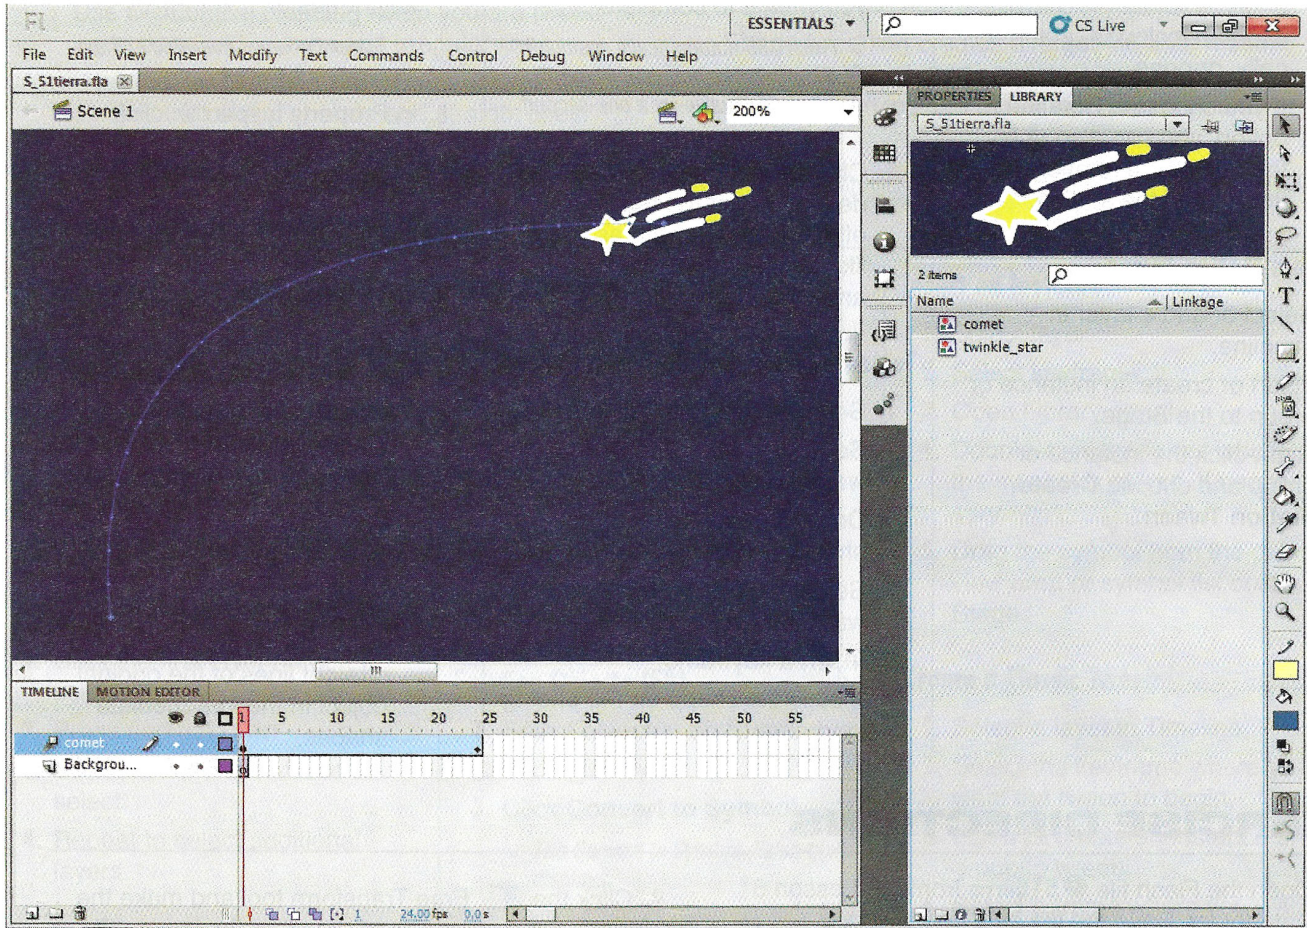 Fl
ESSENTIALS
CS Live
File Edit View Insert Modify Text Commands Control Debug Window Help
S_51tierra.fla
Scene 1
200%
PROPERTIES LIBRARY
S_51tierra.fla
2 items
Name Linkage
comet
twinkle_star
T
TIMELINE MOTION EDITOR
1 5 10 15 20 25 30 35 40 45 50 55
comet
Backgrou...
1 24.00 fps 0.0 s